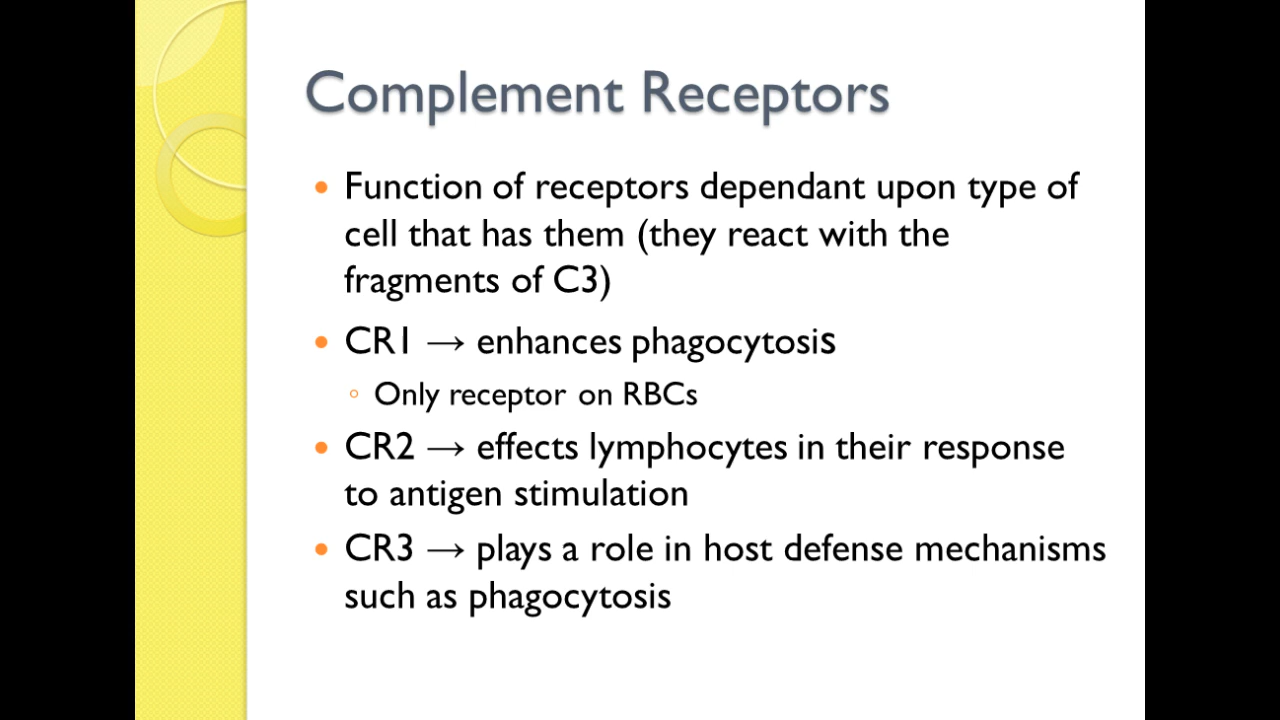 Complement Receptors
• Function of receptors dependant upon type of
cell that has them (they react with the
fragments of C3)
• CR1 → enhances phagocytosis
◦ Only receptor on RBCs
• CR2 → effects lymphocytes in their response
to antigen stimulation
• CR3 → plays a role in host defense mechanisms
such as phagocytosis